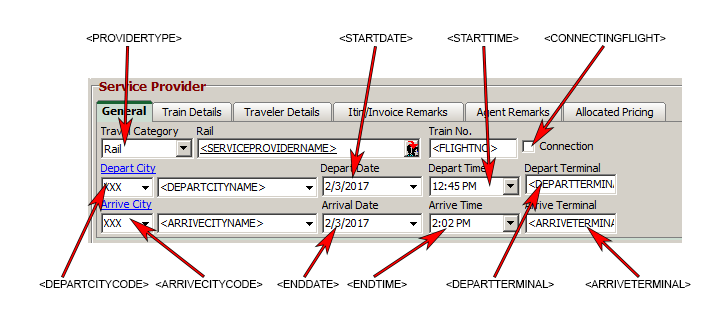 <PROVIDERTYPE> <STARTDATE> <STARTTIME> <CONNECTINGFLIGHT>
Service Provider
General Train Details Traveler Details Itin/Invoice Remarks Agent Remarks Allocated Pricing
Travel Category Rail Train No.
Rail <SERVICEPROVIDERNAME> <FLIGHTNO> Connection
Depart City Depart Date Depart Time Depart Terminal
XXX <DEPARTCITYNAME> 2/3/2017 12:45 PM <DEPARTTERMINA
Arrive City Arrival Date Arrive Time Arrive Terminal
XXX <ARRIVECITYNAME> 2/3/2017 2:02 PM <ARRIVETERMINA
<DEPARTCITYCODE> <ARRIVECITYCODE> <ENDDATE> <ENDTIME> <DEPARTTERMINAL> <ARRIVETERMINAL>